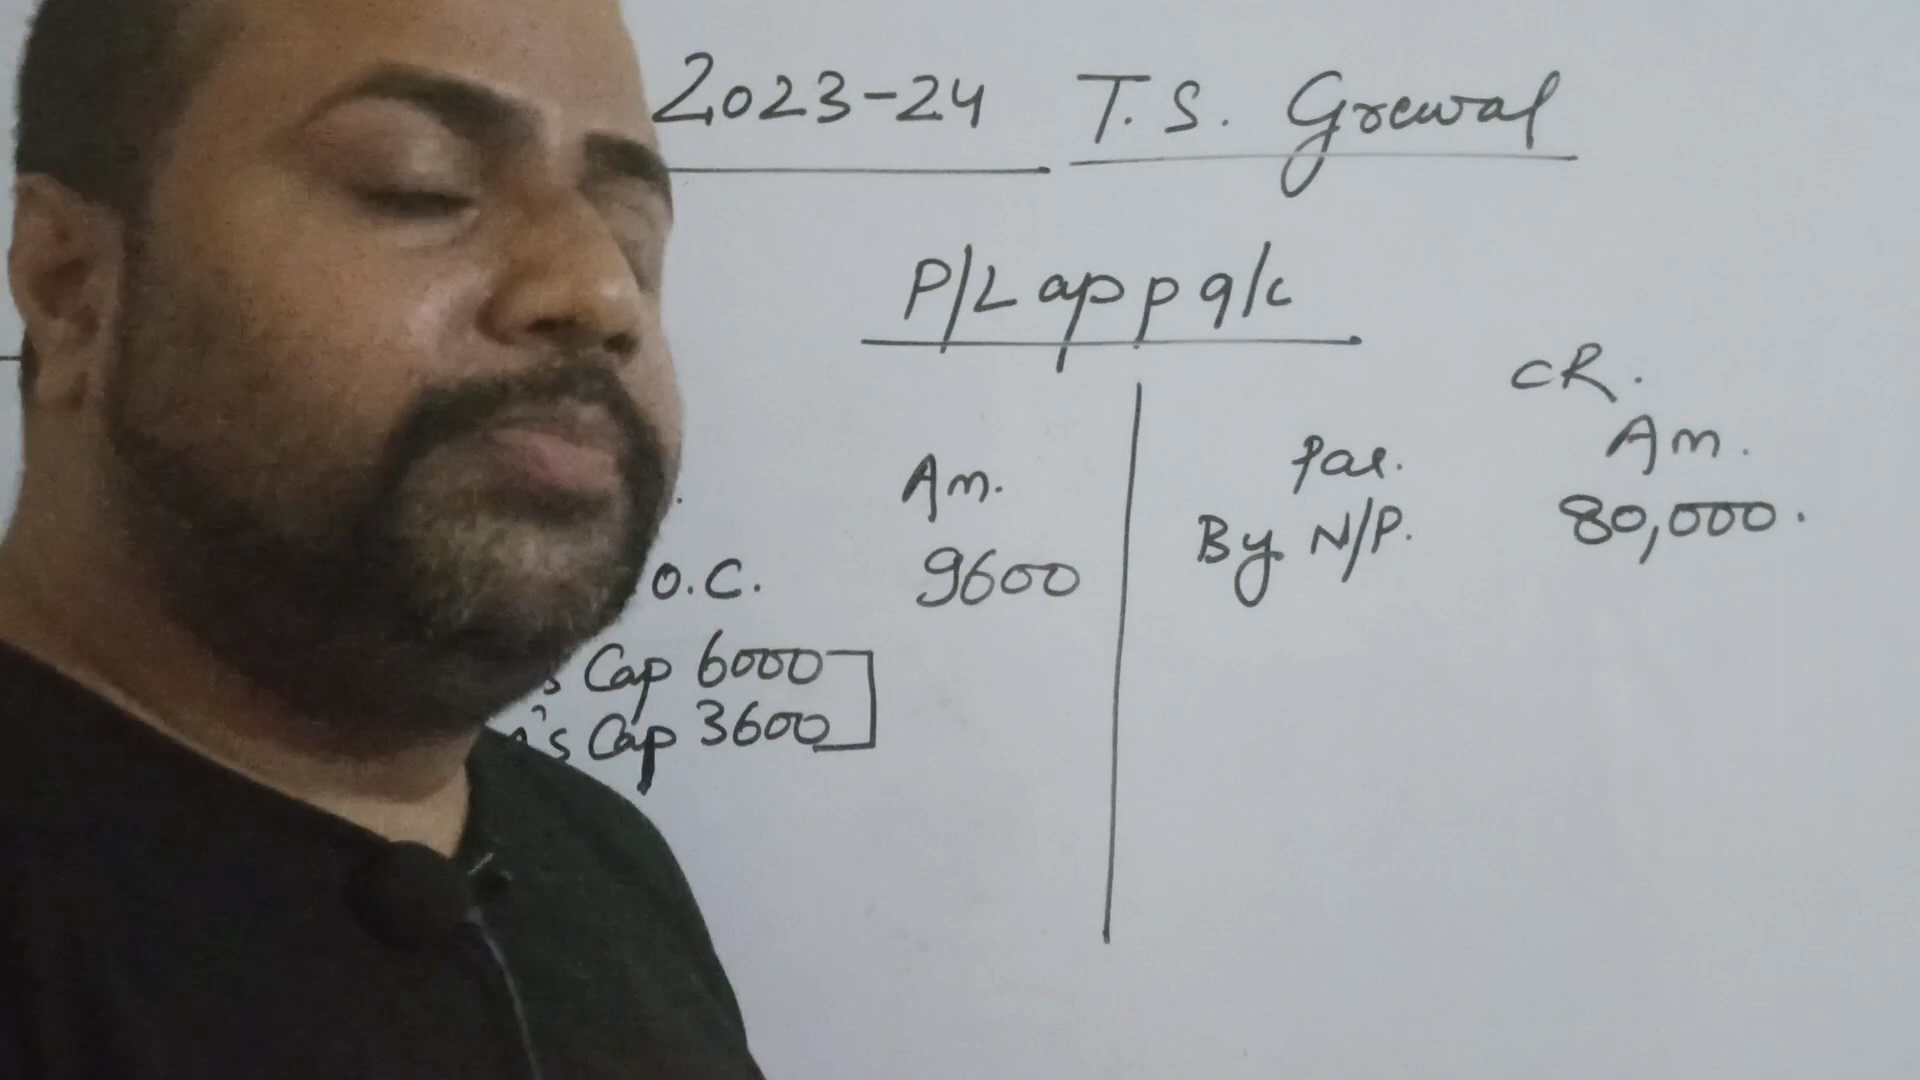 2023-24 T.S. Grewal
P/L app a/c
CR.
Am. Par. Am.
O.C. 9600 By N/P. 80,000.
s Cap 6000
's Cap 3600